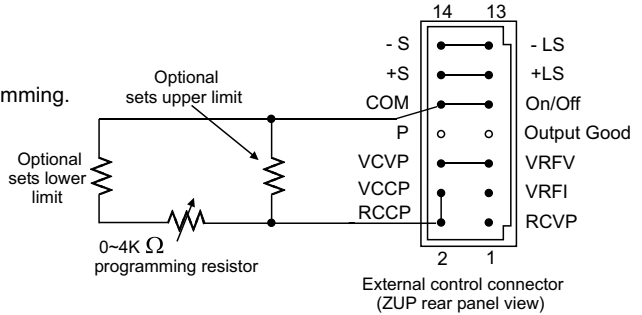 14 13
- S - LS
+S +LS
mming.
Optional
sets upper limit
COM On/Off
P Output Good
VCVP VRFV
Optional
sets lower
limit
VCCP VRFI
RCCP RCVP
0~4K Ω
programming resistor
2 1
External control connector
(ZUP rear panel view)